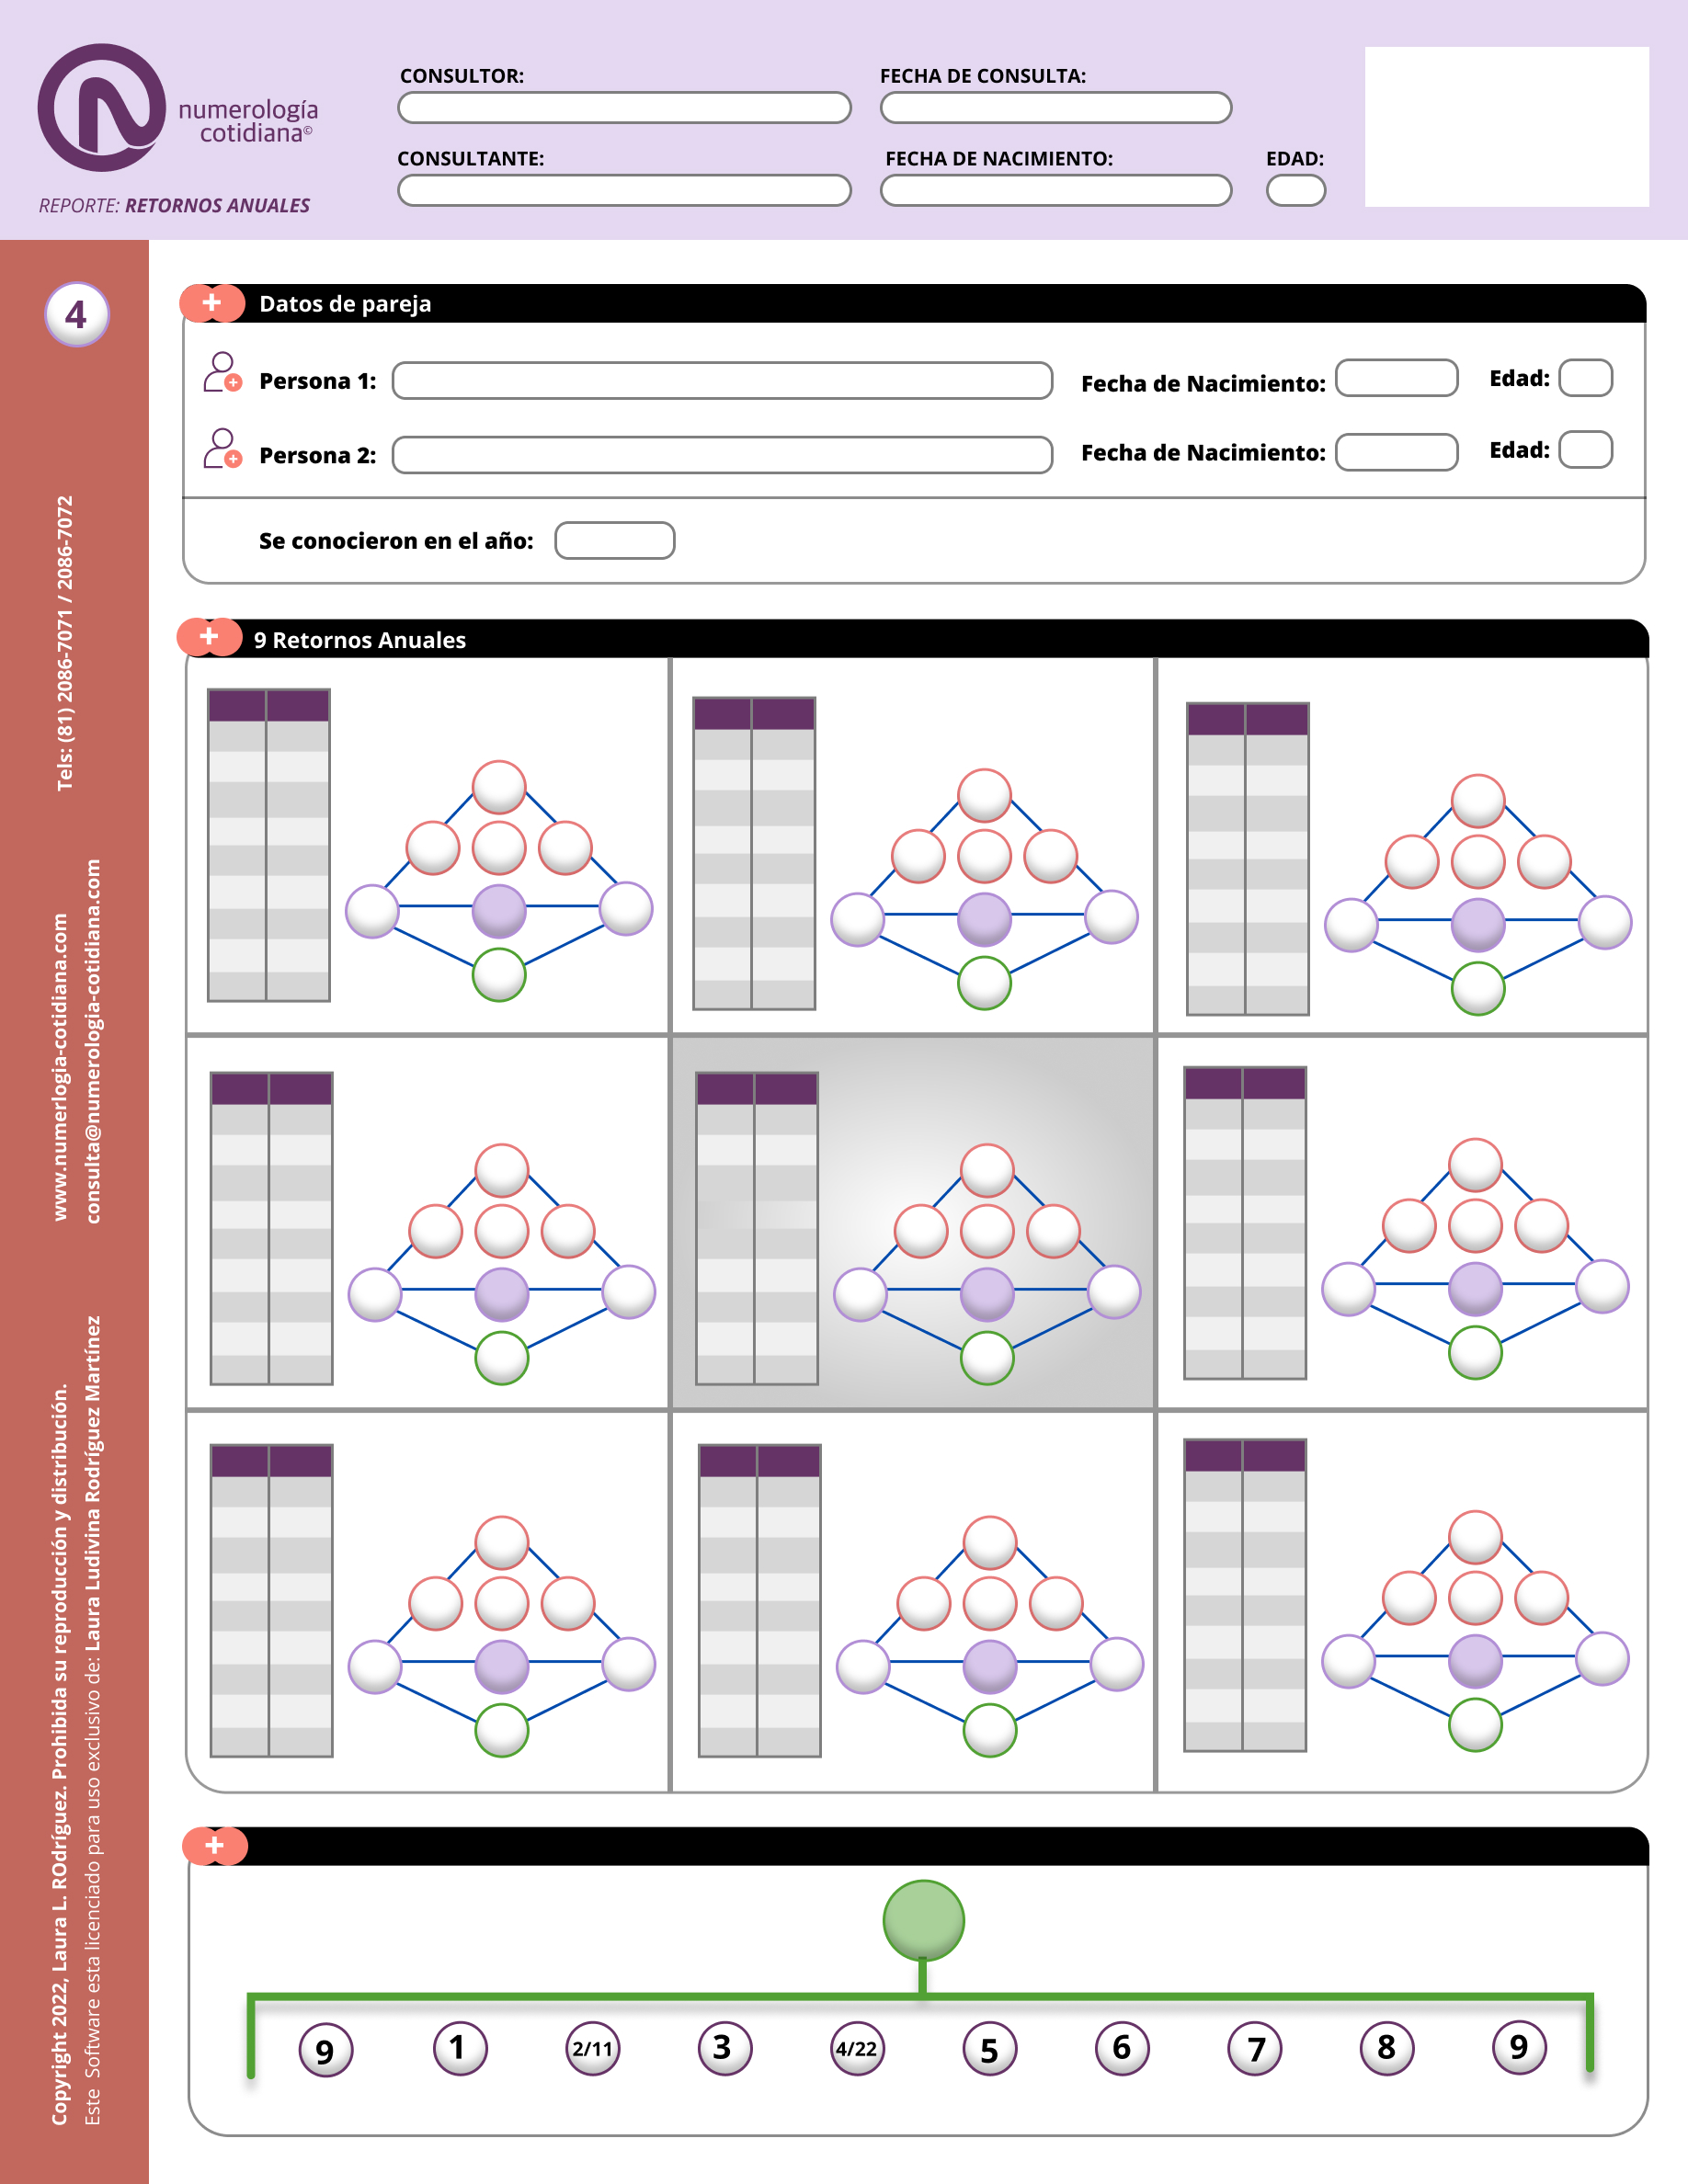 numerología
cotidiana©
REPORTE: RETORNOS ANUALES
CONSULTOR:
FECHA DE CONSULTA:
CONSULTANTE:
FECHA DE NACIMIENTO:
EDAD:
4
Tels: (81) 2086-7071 / 2086-7072
www.numerlogia-cotidiana.com
consulta@numerologia-cotidiana.com
Copyright 2022, Laura L. ROdríguez. Prohibida su reproducción y distribución.
Este Software esta licenciado para uso exclusivo de: Laura Ludivina Rodríguez Martínez
+ Datos de pareja
Persona 1:
Fecha de Nacimiento:
Edad:
Persona 2:
Fecha de Nacimiento:
Edad:
Se conocieron en el año:
+ 9 Retornos Anuales
+
9 1 2/11 3 4/22 5 6 7 8 9